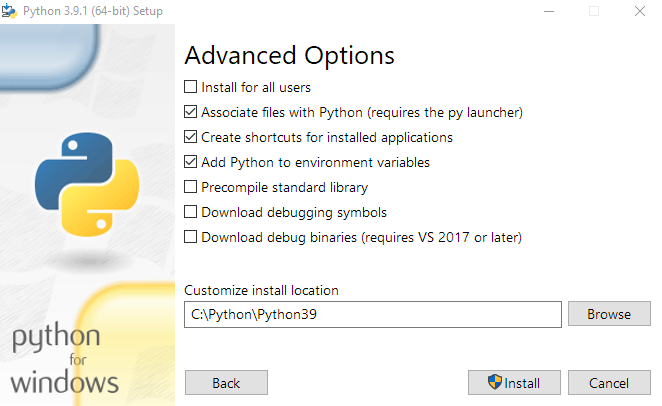 Python 3.9.1 (64-bit) Setup
Advanced Options
Install for all users
Associate files with Python (requires the py launcher)
Create shortcuts for installed applications
Add Python to environment variables
Precompile standard library
Download debugging symbols
Download debug binaries (requires VS 2017 or later)
Customize install location
C:\Python\Python39
Browse
python
for
windows
Back
Install
Cancel